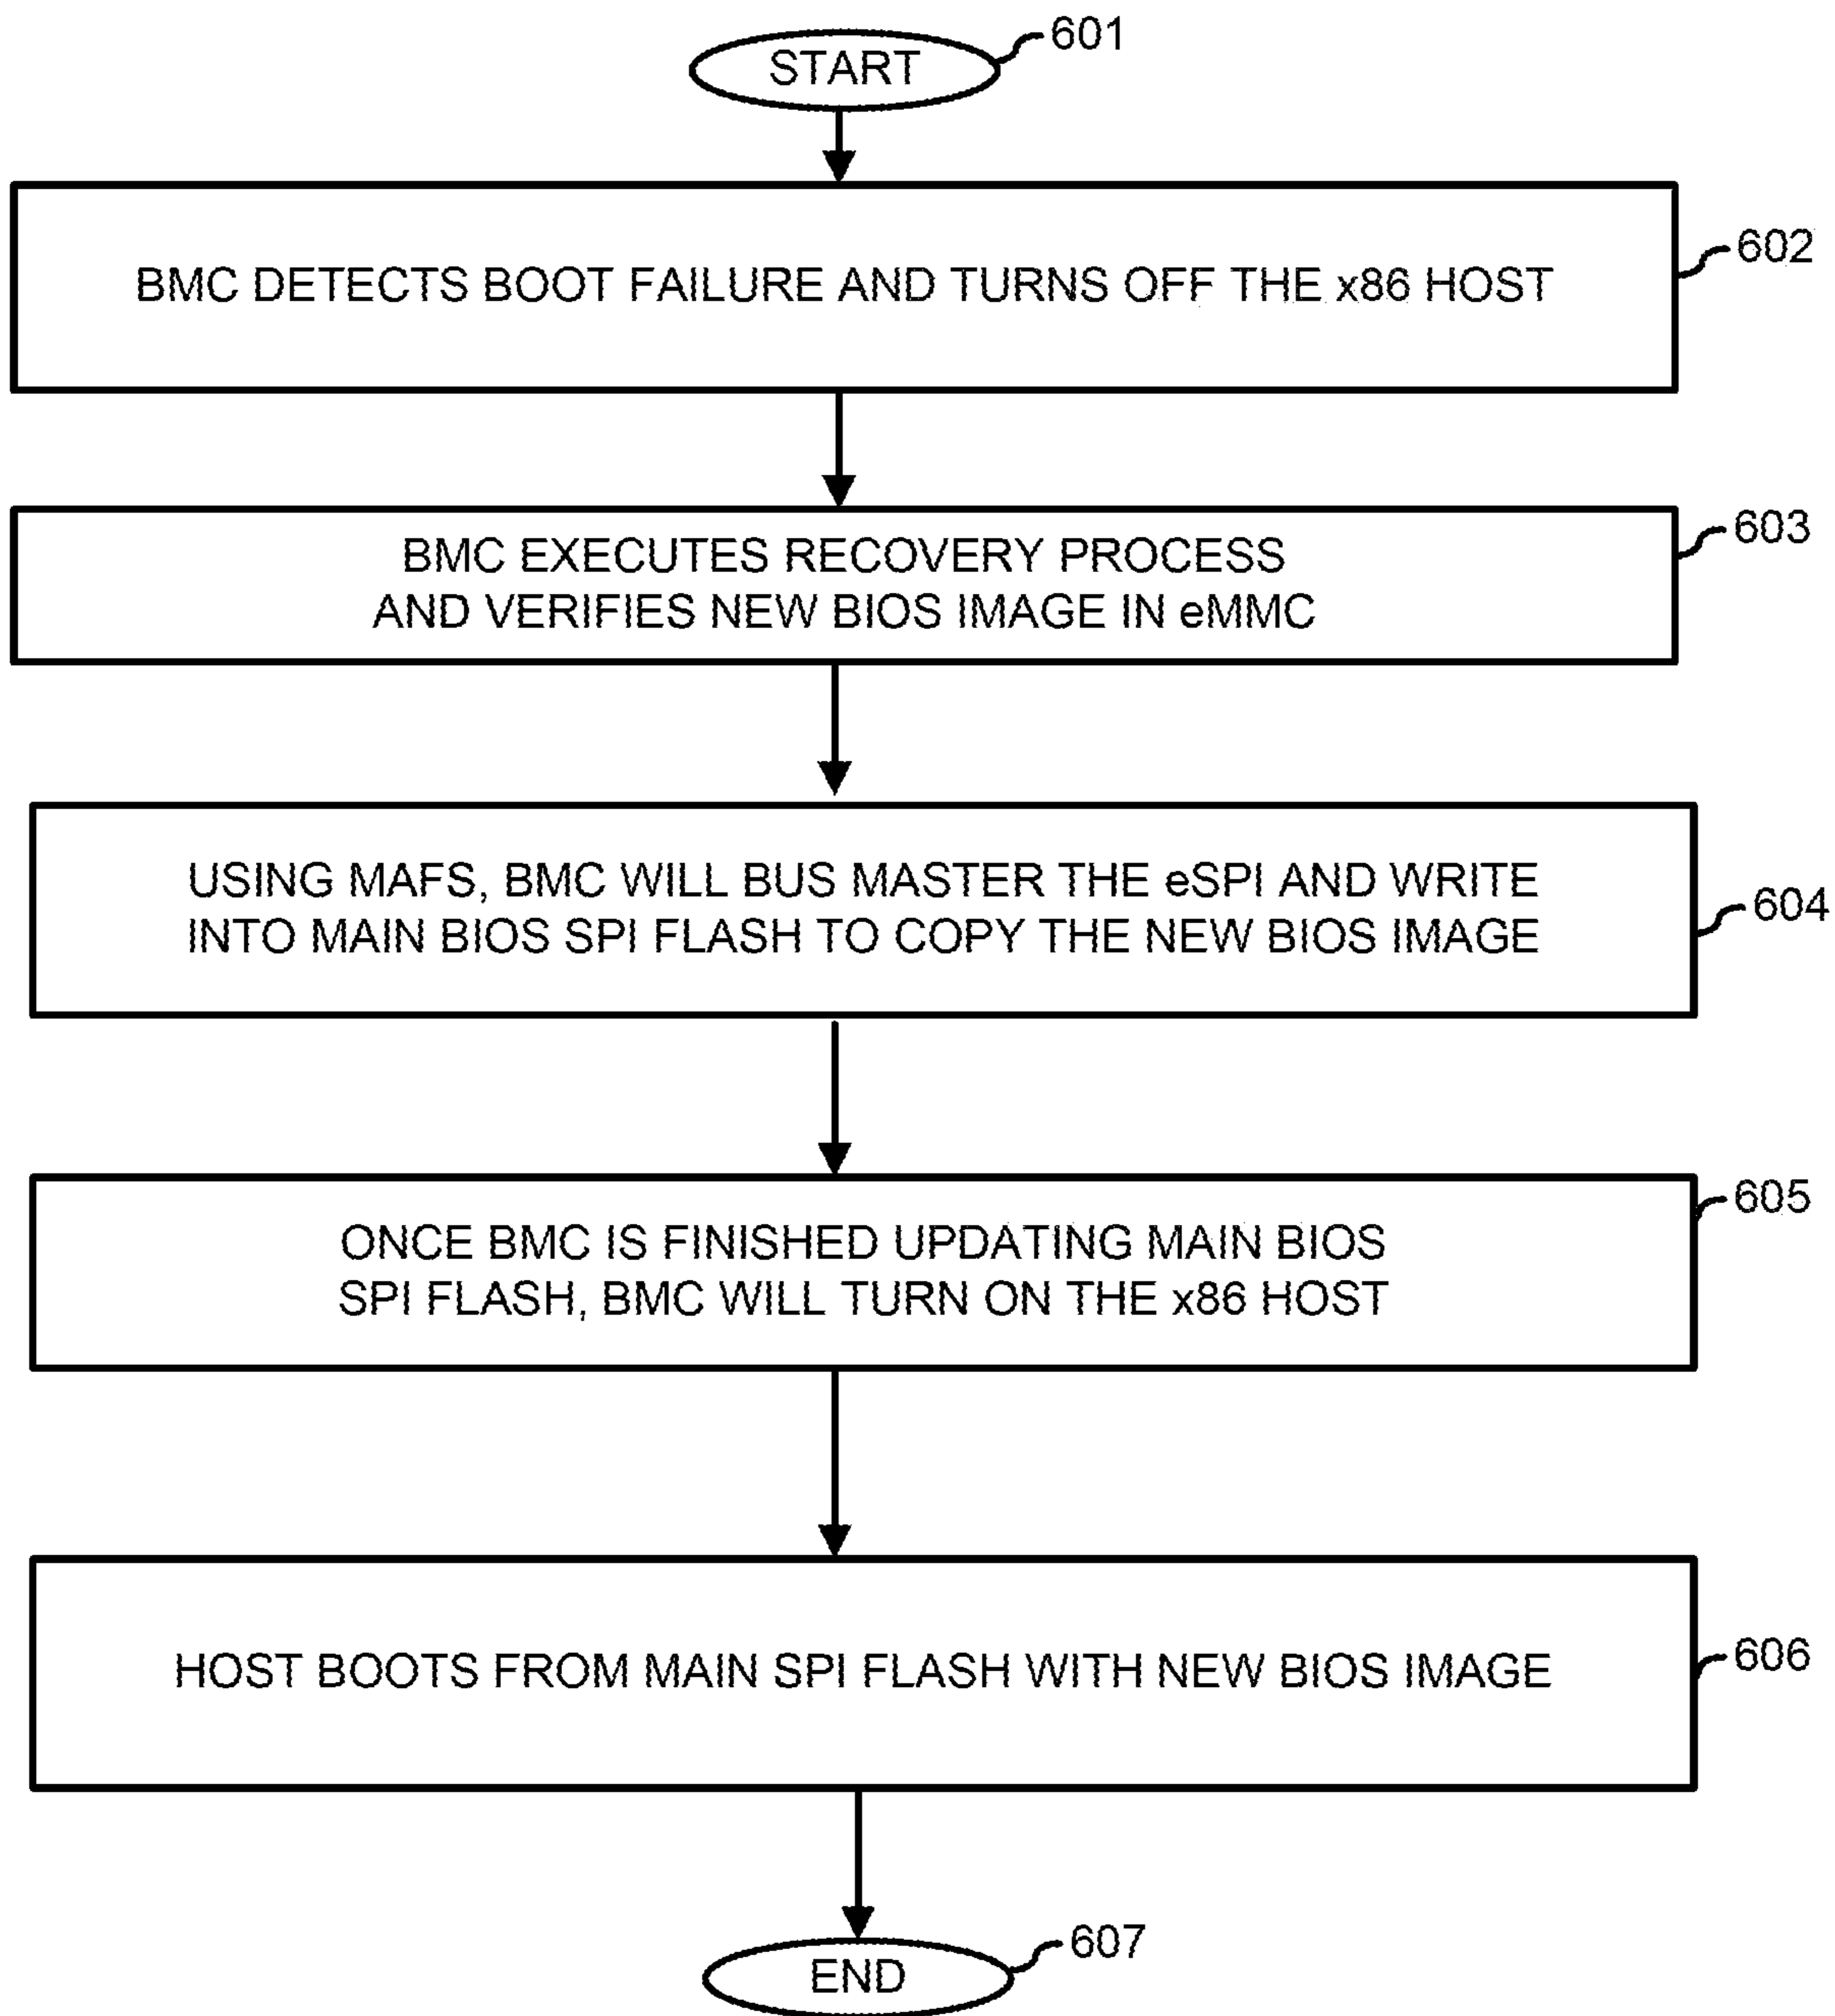 START
601
BMC DETECTS BOOT FAILURE AND TURNS OFF THE x86 HOST
602
BMC EXECUTES RECOVERY PROCESS
AND VERIFIES NEW BIOS IMAGE IN eMMC
603
USING MAFS, BMC WILL BUS MASTER THE eSPI AND WRITE
INTO MAIN BIOS SPI FLASH TO COPY THE NEW BIOS IMAGE
604
ONCE BMC IS FINISHED UPDATING MAIN BIOS
SPI FLASH, BMC WILL TURN ON THE x86 HOST
605
HOST BOOTS FROM MAIN SPI FLASH WITH NEW BIOS IMAGE
606
END
607